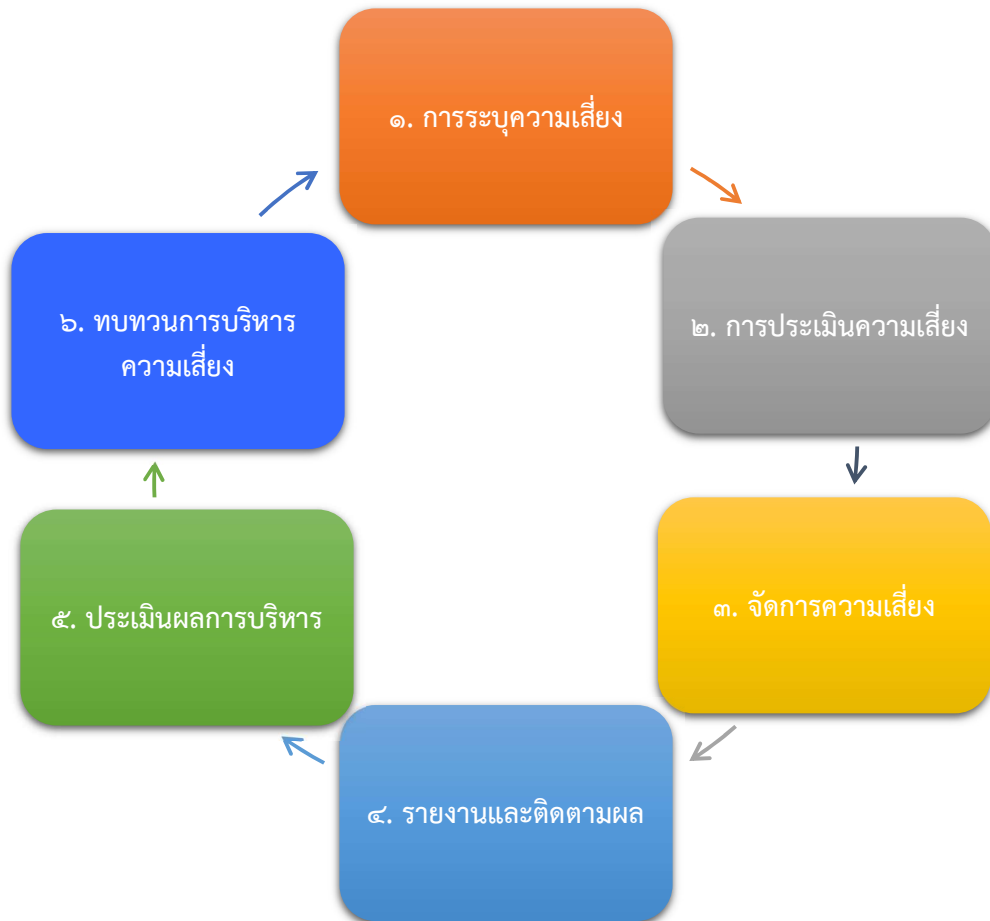 ๑. การระบุความเสี่ยง
๒. การประเมินความเสี่ยง
๓. จัดการความเสี่ยง
๔. รายงานและติดตามผล
๕. ประเมินผลการบริหาร
๖. ทบทวนการบริหาร
ความเสี่ยง